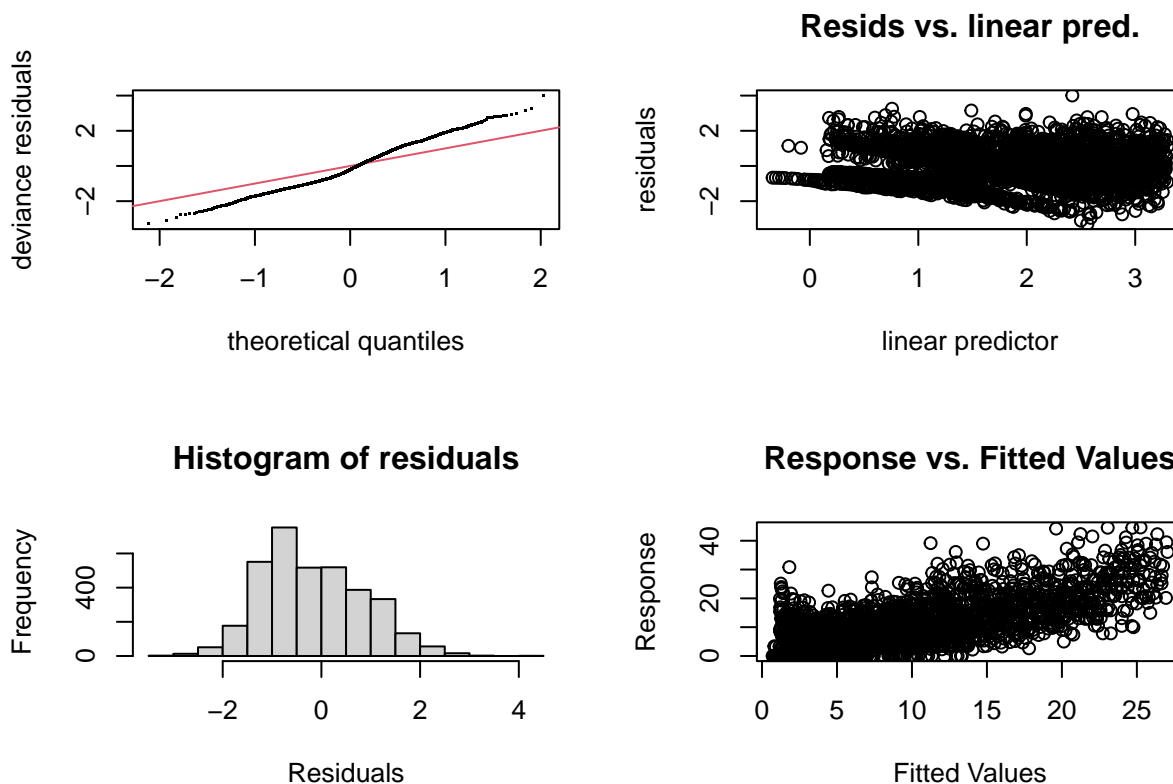 deviance residuals
2
−2
−2
−1
0
1
2
theoretical quantiles
Resids vs. linear pred.
residuals
2
−2
0
1
2
3
linear predictor
Histogram of residuals
Frequency
400
0
−2
0
2
4
Residuals
Response vs. Fitted Values
Response
40
20
0
0
5
10
15
20
25
Fitted Values